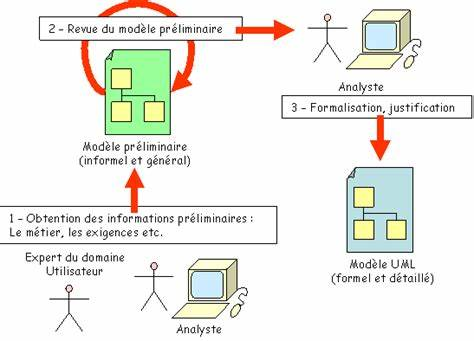 2 – Revue du modèle préliminaire
Analyste
3 – Formalisation, justification
Modèle préliminaire
(informel et général)
1 – Obtention des informations préliminaires :
Le métier, les exigences etc.
Expert du domaine
Utilisateur
Analyste
Modèle UML
(formel et détaillé)